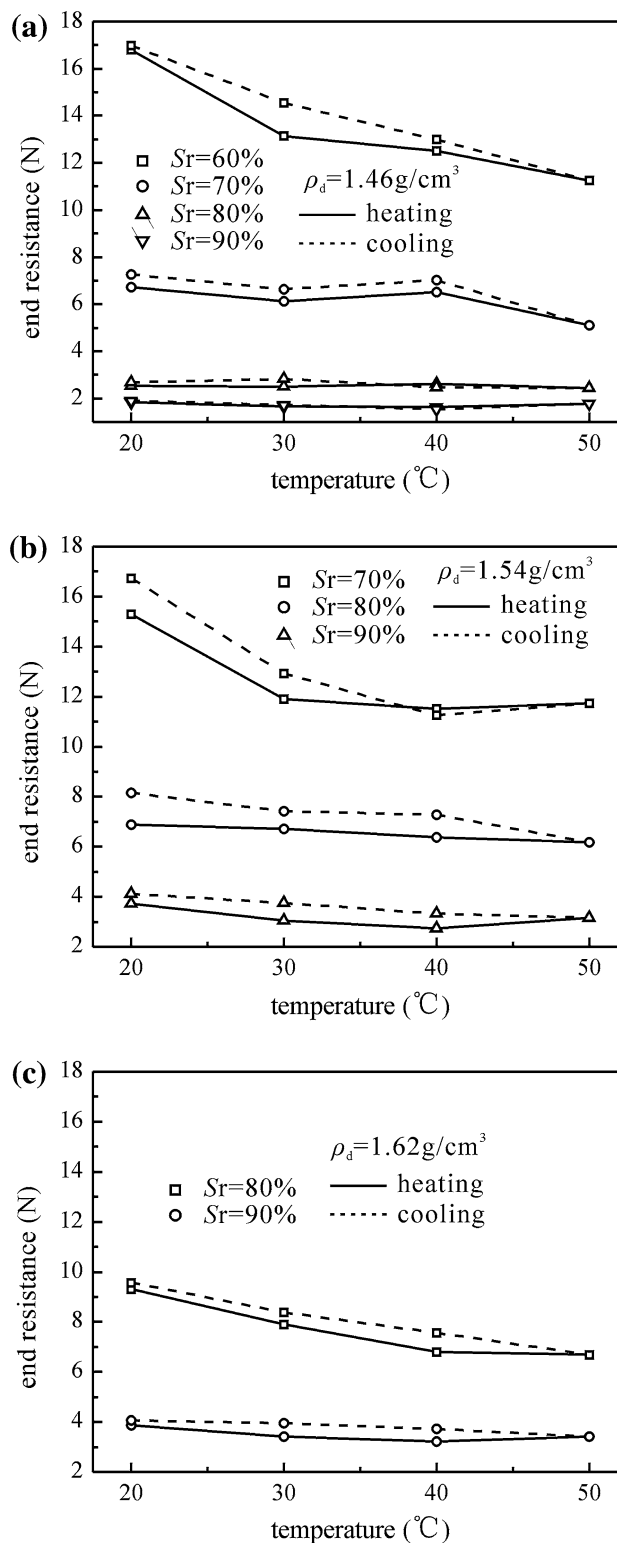 (a)
18
16
14
12
10
8
6
4
2
end resistance (N)
Sr=60%
Sr=70%
Sr=80%
Sr=90%
ρd=1.46g/cm³
heating
cooling
20 30 40 50
temperature (℃)
(b)
18
16
14
12
10
8
6
4
2
end resistance (N)
Sr=70%
Sr=80%
Sr=90%
ρd=1.54g/cm³
heating
cooling
20 30 40 50
temperature (℃)
(c)
18
16
14
12
10
8
6
4
2
end resistance (N)
Sr=80%
Sr=90%
ρd=1.62g/cm³
heating
cooling
20 30 40 50
temperature (℃)